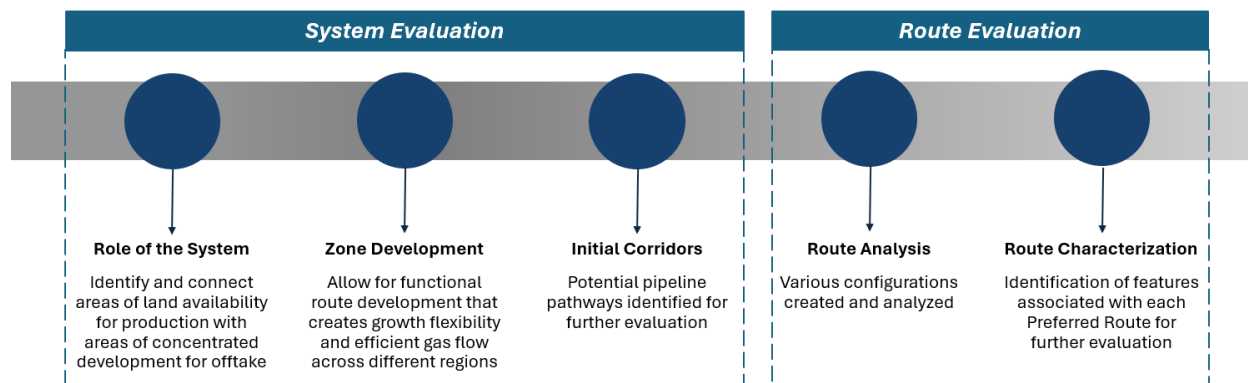 System Evaluation
Route Evaluation
Role of the System
Identify and connect
areas of land availability
for production with
areas of concentrated
development for offtake
Zone Development
Allow for functional
route development that
creates growth flexibility
and efficient gas flow
across different regions
Initial Corridors
Potential pipeline
pathways identified for
further evaluation
Route Analysis
Various configurations
created and analyzed
Route Characterization
Identification of features
associated with each
Preferred Route for
further evaluation